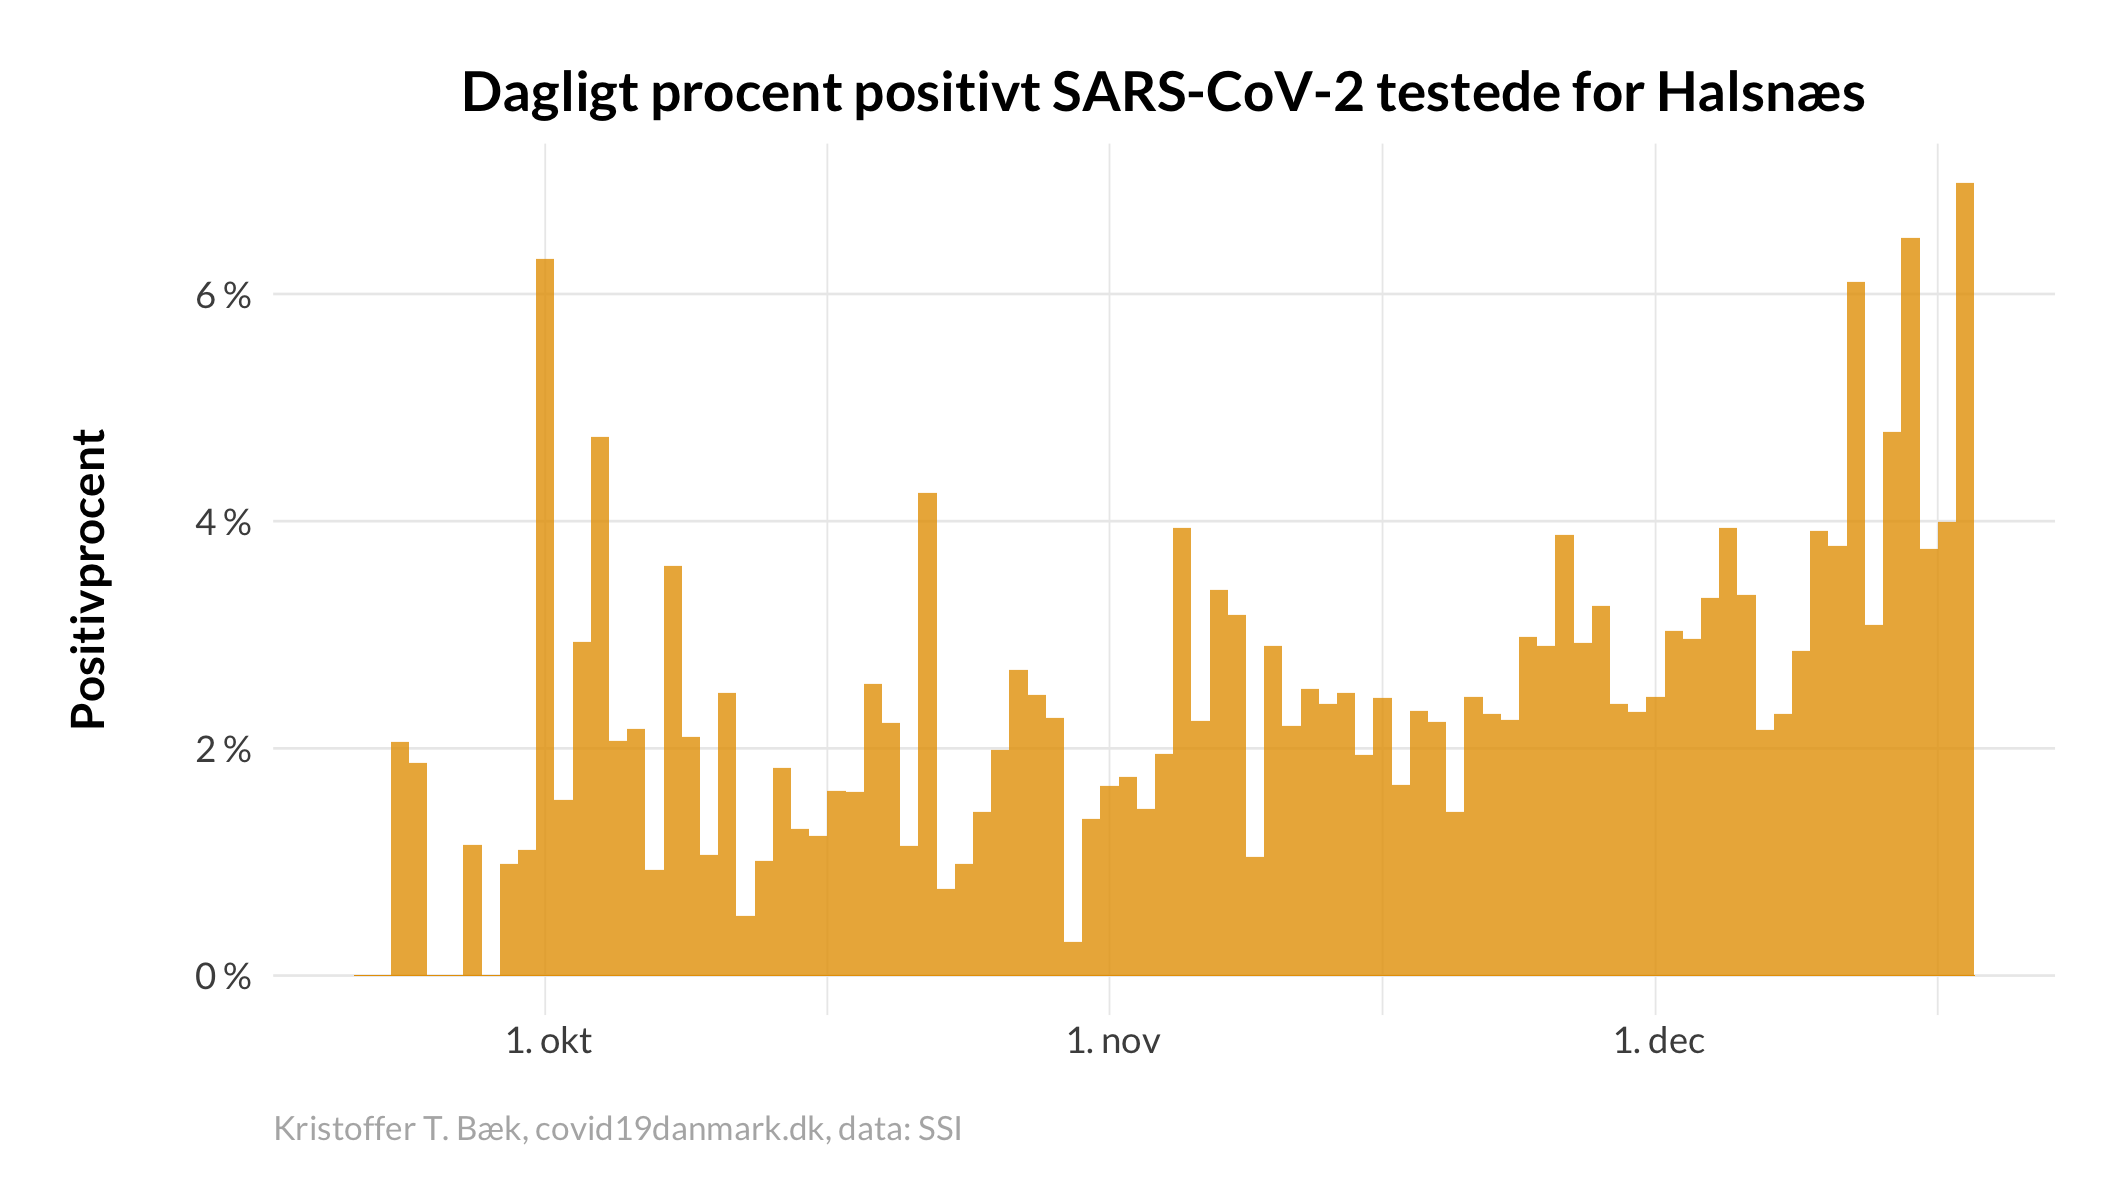 Dagligt procent positivt SARS-CoV-2 testede for Halsnæs
Positivprocent
6 %
4 %
2 %
0 %
1. okt
1. nov
1. dec
Kristoffer T. Bæk, covid19danmark.dk, data: SSI